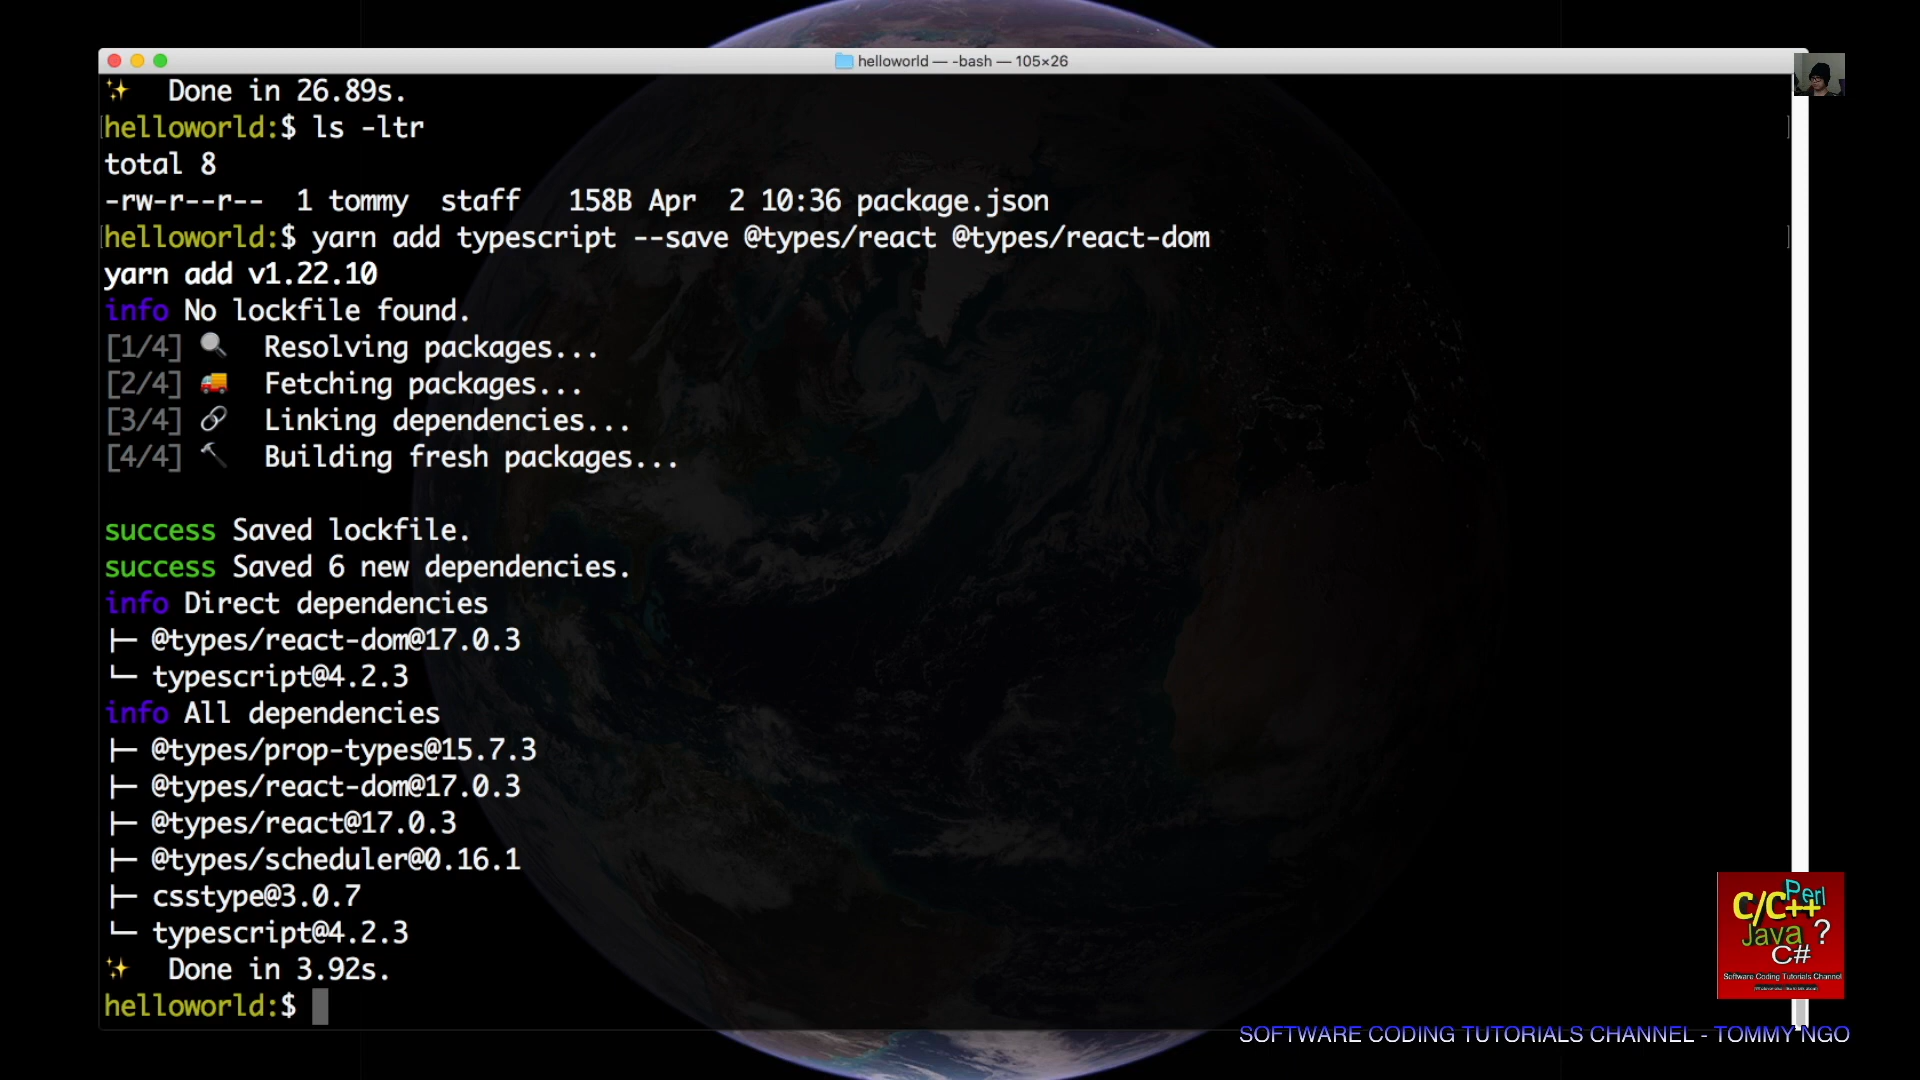 helloworld — -bash — 105×26
✨  Done in 26.89s.
helloworld:$ ls -ltr
total 8
-rw-r--r--  1 tommy  staff   158B Apr  2 10:36 package.json
helloworld:$ yarn add typescript --save @types/react @types/react-dom
yarn add v1.22.10
info No lockfile found.
[1/4] 🔍  Resolving packages...
[2/4] 🚚  Fetching packages...
[3/4] 🔗  Linking dependencies...
[4/4] 🔨  Building fresh packages...
success Saved lockfile.
success Saved 6 new dependencies.
info Direct dependencies
├─ @types/react-dom@17.0.3
└─ typescript@4.2.3
info All dependencies
├─ @types/prop-types@15.7.3
├─ @types/react-dom@17.0.3
├─ @types/react@17.0.3
├─ @types/scheduler@0.16.1
├─ csstype@3.0.7
└─ typescript@4.2.3
✨  Done in 3.92s.
helloworld:$
Perl
C/C++
Java ?
C#
Software Coding Tutorials Channel
SOFTWARE CODING TUTORIALS CHANNEL - TOMMY NGO